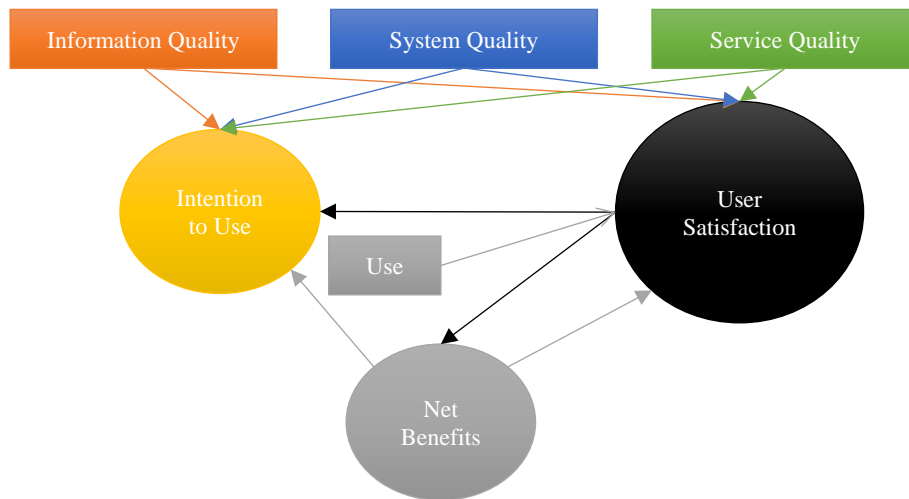 Information Quality
System Quality
Service Quality
Intention
to Use
User
Satisfaction
Use
Net
Benefits